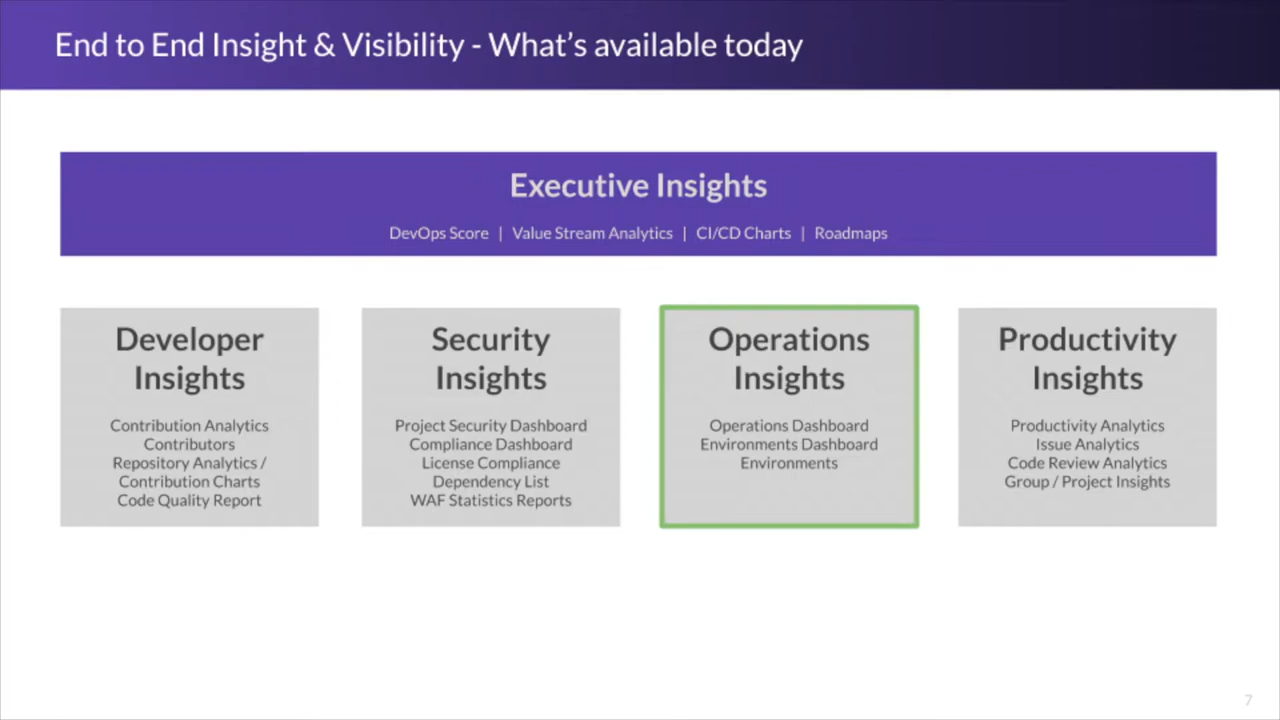 End to End Insight & Visibility - What's available today
Executive Insights
DevOps Score | Value Stream Analytics | CI/CD Charts | Roadmaps
Developer
Insights
Contribution Analytics
Contributors
Repository Analytics /
Contribution Charts
Code Quality Report
Security
Insights
Project Security Dashboard
Compliance Dashboard
License Compliance
Dependency List
WAF Statistics Reports
Operations
Insights
Operations Dashboard
Environments Dashboard
Environments
Productivity
Insights
Productivity Analytics
Issue Analytics
Code Review Analytics
Group / Project Insights
7